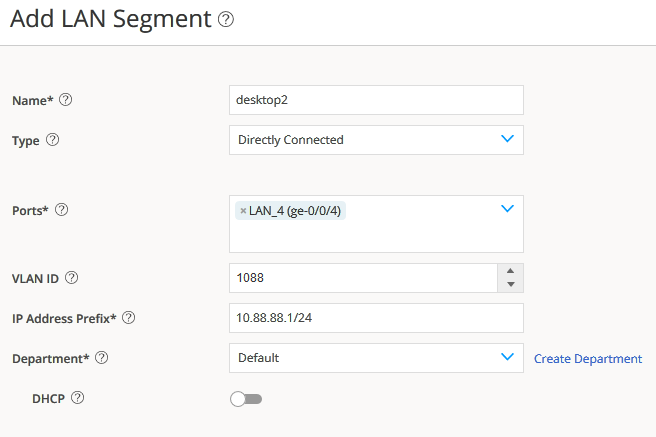 Add LAN Segment ?
Name* ? desktop2
Type ? Directly Connected
Ports* ? × LAN_4 (ge-0/0/4)
VLAN ID ? 1088
IP Address Prefix* ? 10.88.88.1/24
Department* ? Default Create Department
DHCP ?